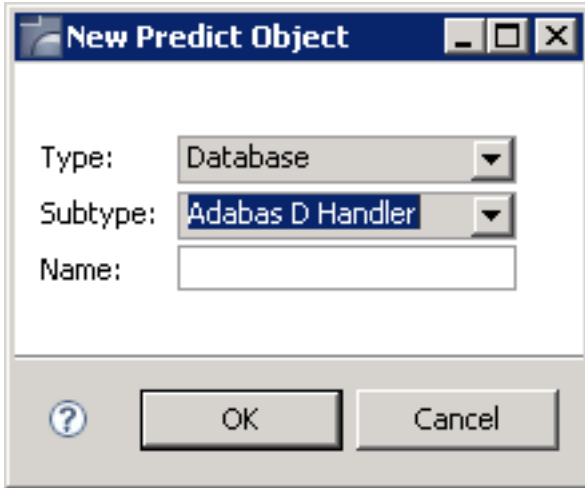 New Predict Object
Type: Database
Subtype: Adabas D Handler
Name:
? OK Cancel